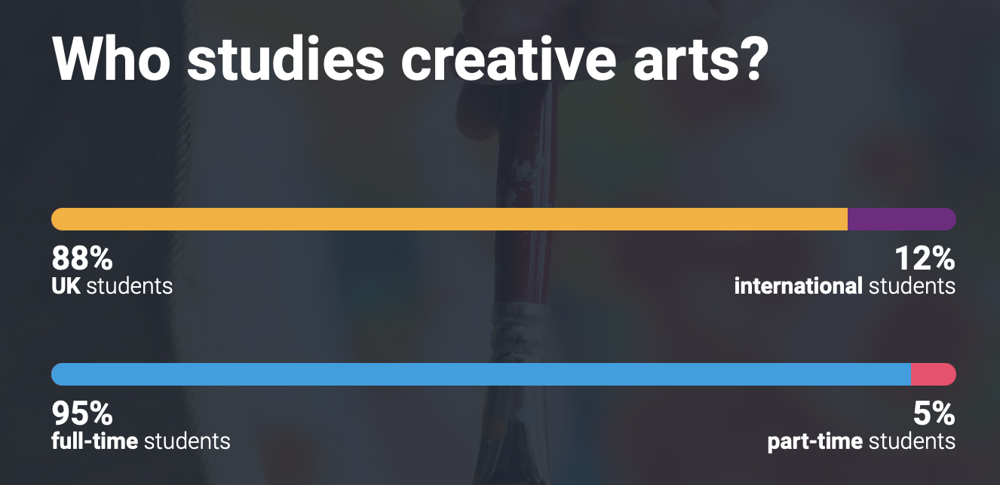 Who studies creative arts?
88%
UK students
12%
international students
95%
full-time students
5%
part-time students